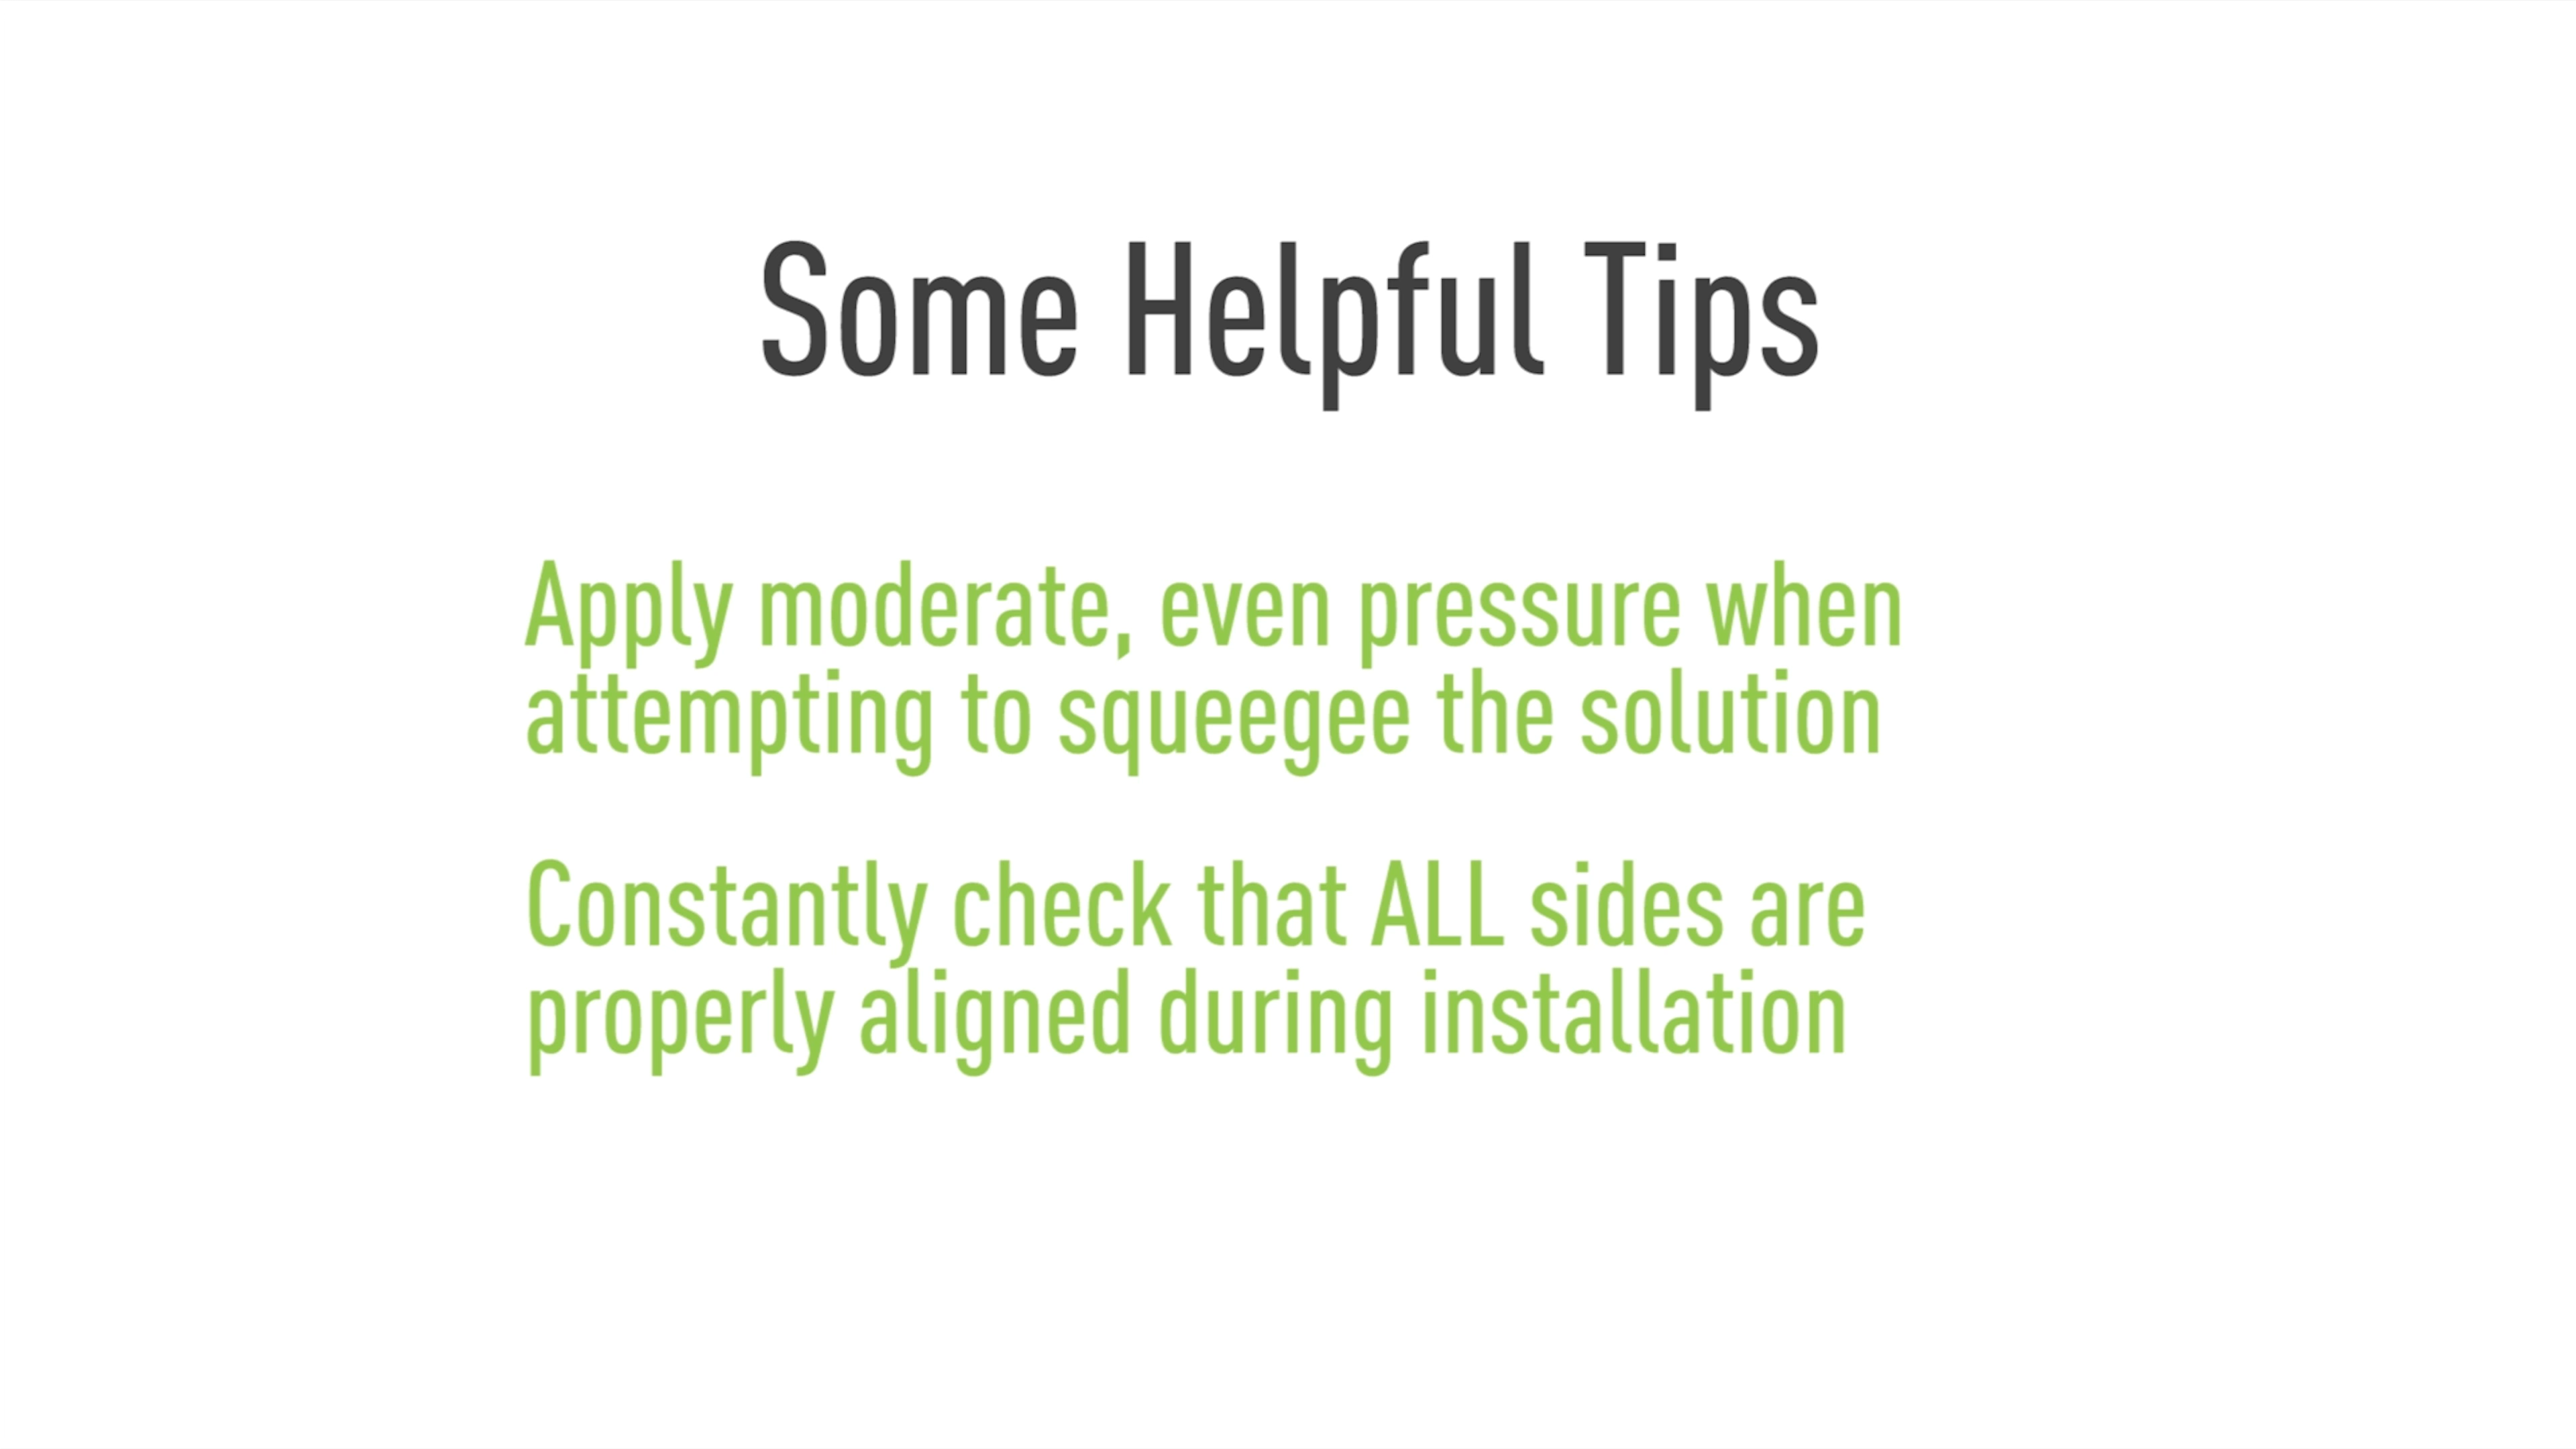 Some Helpful Tips
Apply moderate, even pressure when
attempting to squeegee the solution
Constantly check that ALL sides are
properly aligned during installation